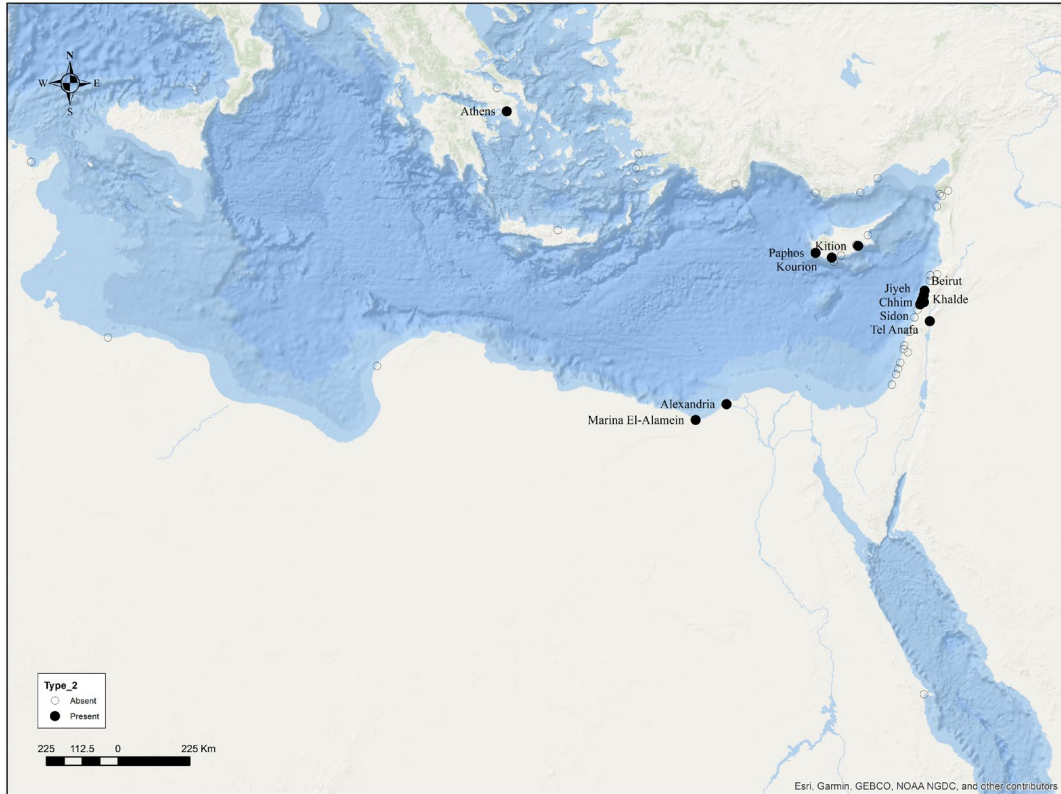 N
W E
S
Athens
Kition
Paphos
Kourion
Beirut
Jiyeh
Khalde
Chhim
Sidon
Tel Anafa
Alexandria
Marina El-Alamein
Type_2
Absent
Present
225 112.5 0 225 Km
Esri, Garmin, GEBCO, NOAA NGDC, and other contributors